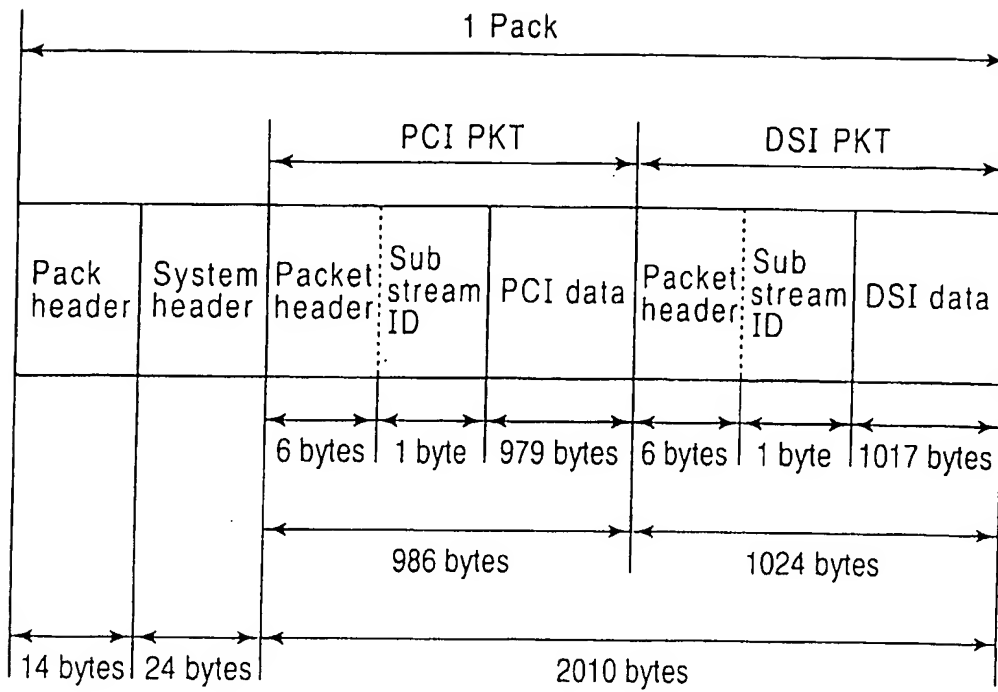 1 Pack
PCI PKT
DSI PKT
Pack
header
System
header
Packet
header
Sub
stream
ID
PCI data
Packet
header
Sub
stream
ID
DSI data
6 bytes
1 byte
979 bytes
6 bytes
1 byte
1017 bytes
986 bytes
1024 bytes
14 bytes
24 bytes
2010 bytes